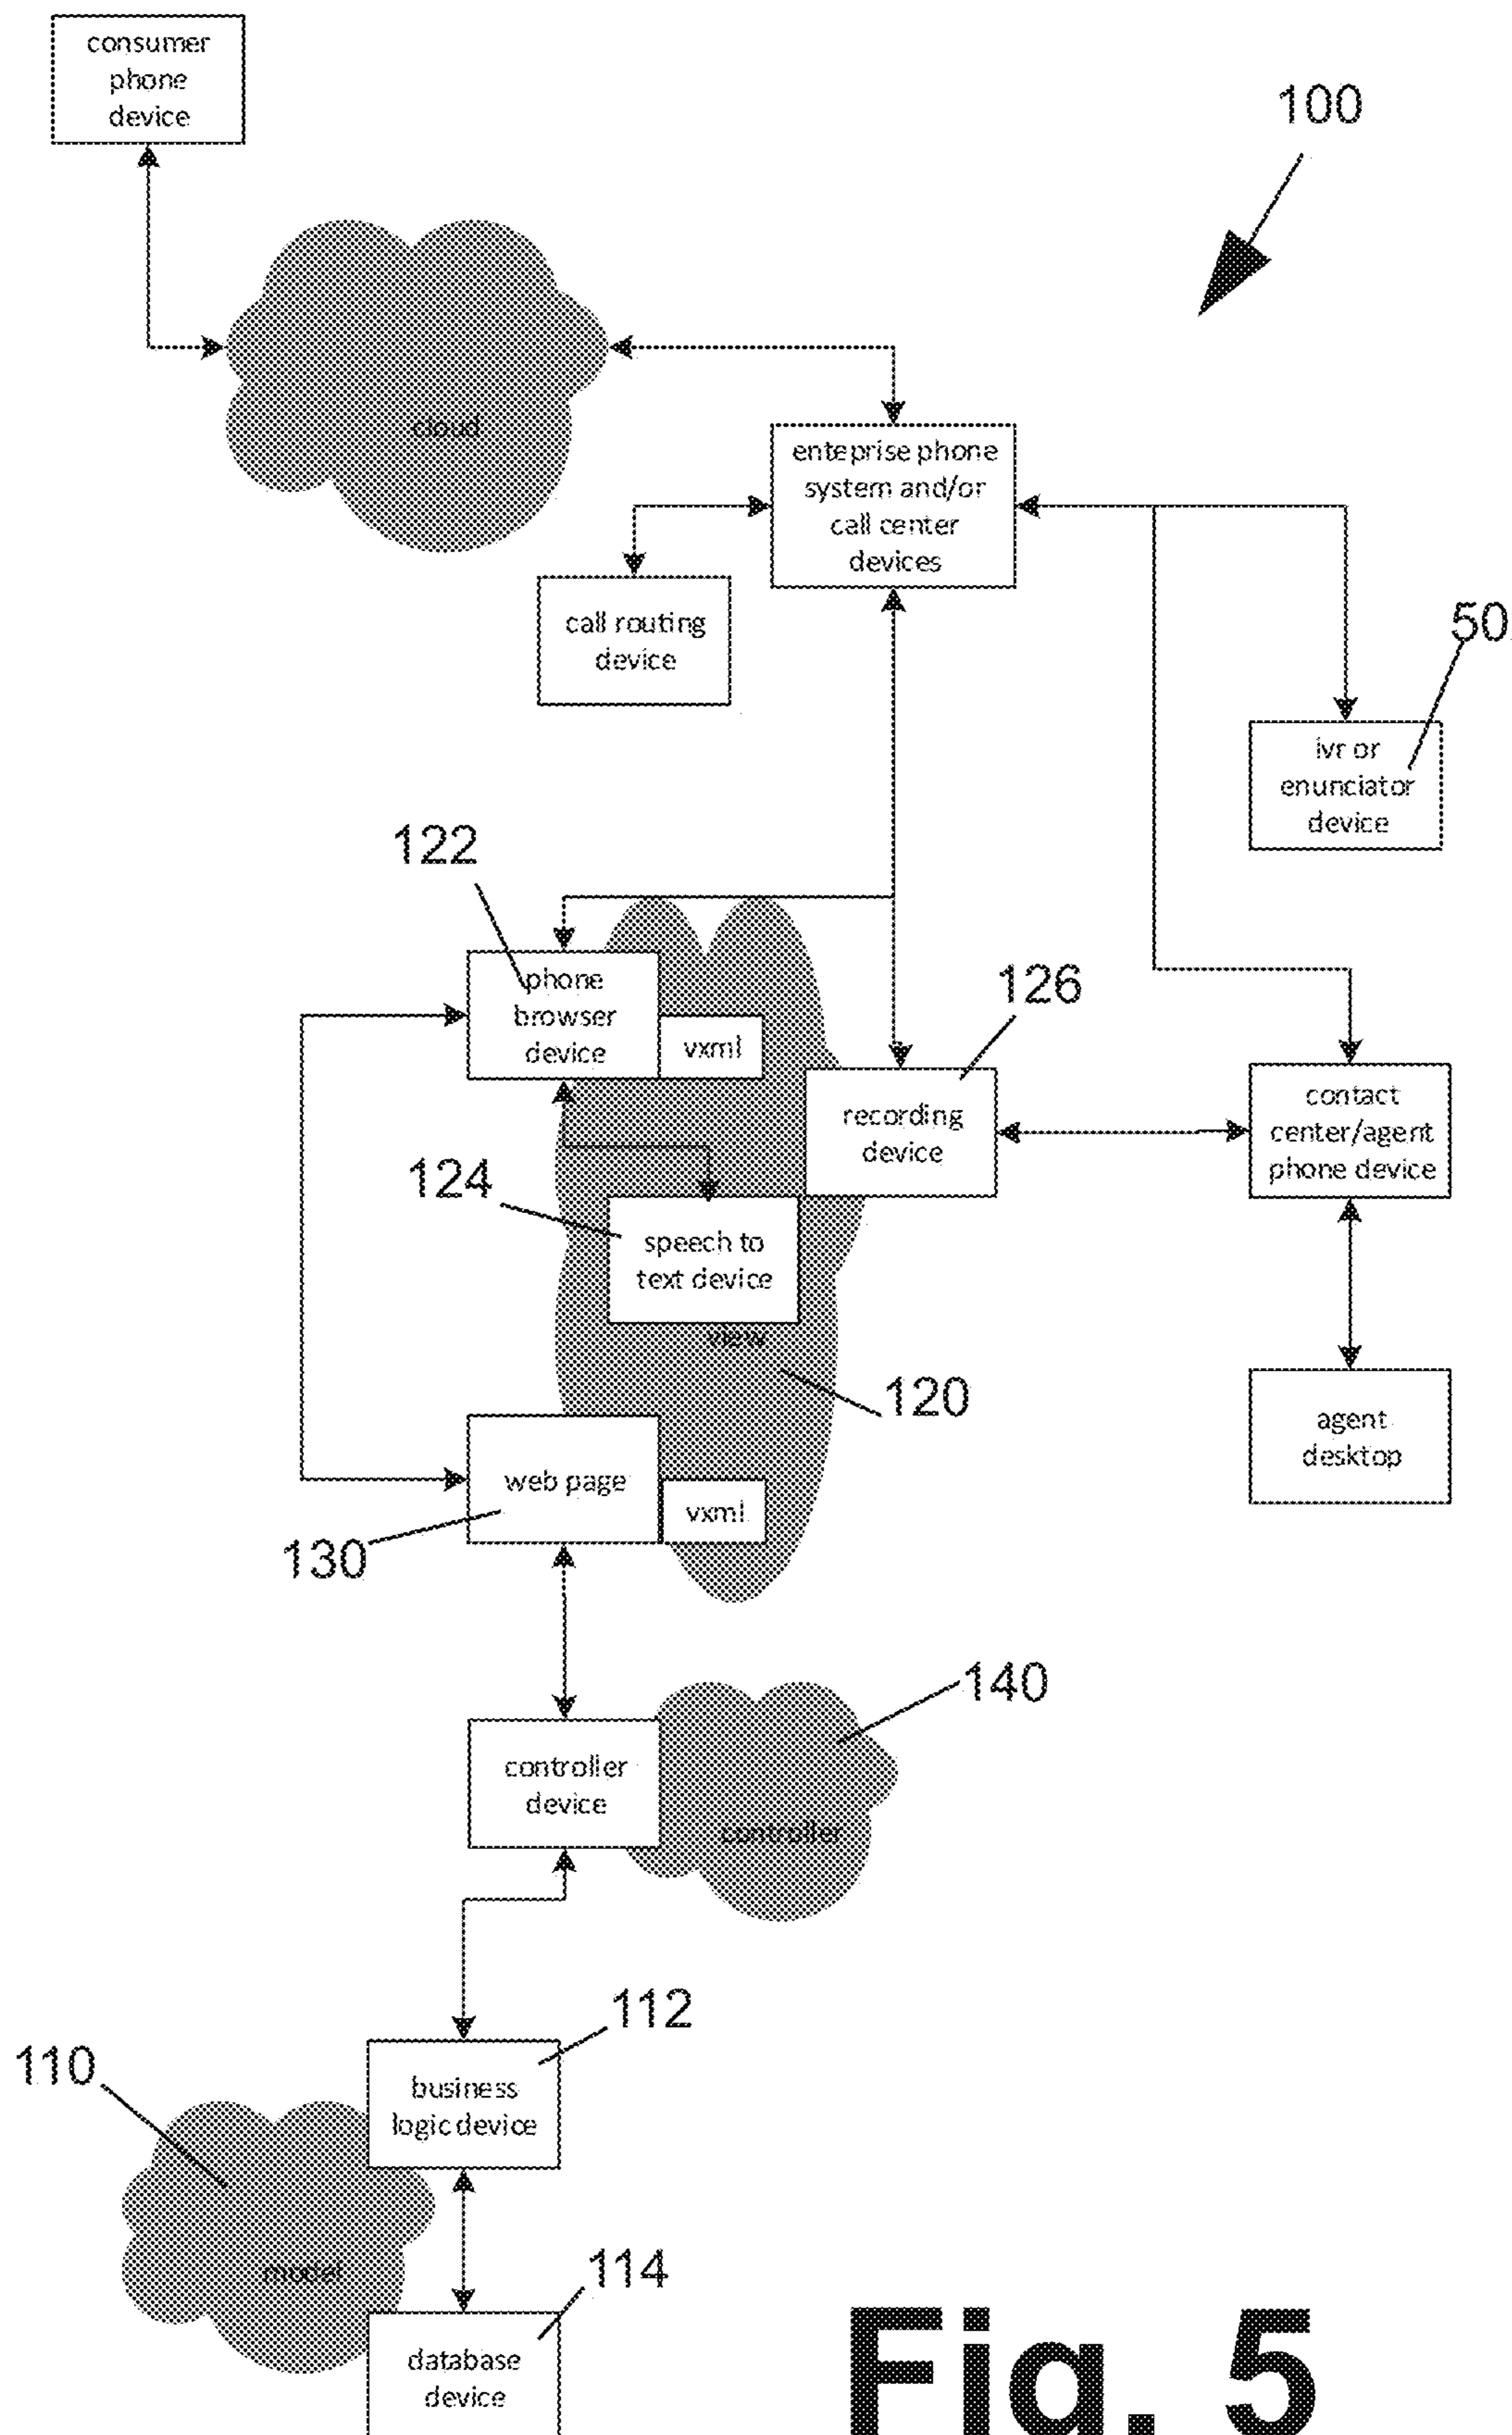 consumer
phone
device
100
cloud
enteprise phone
system and/or
call center
devices
call routing
device
50
ivr or
enunciator
device
122
phone
browser
device
vxml
126
recording
device
contact
center/agent
phone device
124
speech to
text device
view
120
agent
desktop
web page
vxml
130
140
controller
device
controller
112
110
business
logic device
model
114
database
device
Fig. 5